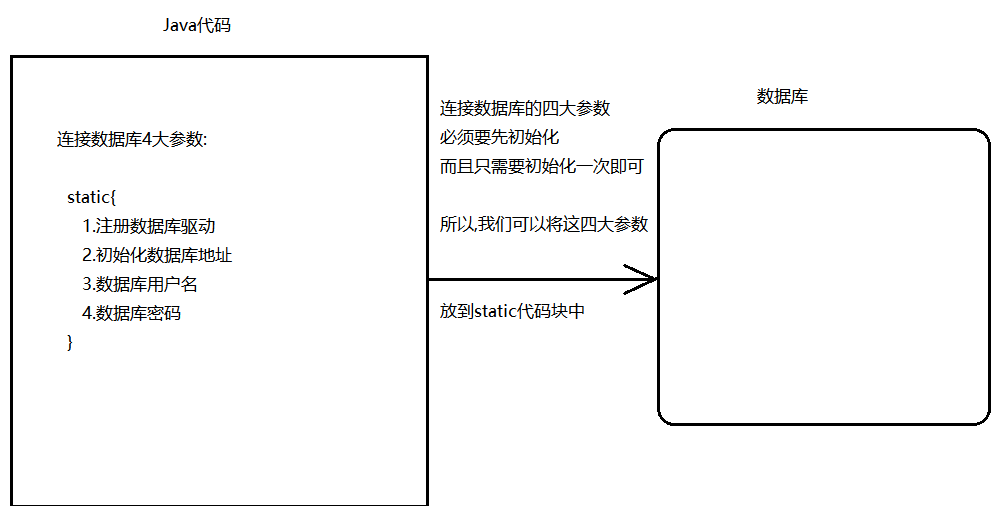 Java代码
连接数据库4大参数:
static{
1.注册数据库驱动
2.初始化数据库地址
3.数据库用户名
4.数据库密码
}
连接数据库的四大参数
必须要先初始化
而且只需要初始化一次即可
所以,我们可以将这四大参数
放到static代码块中
数据库